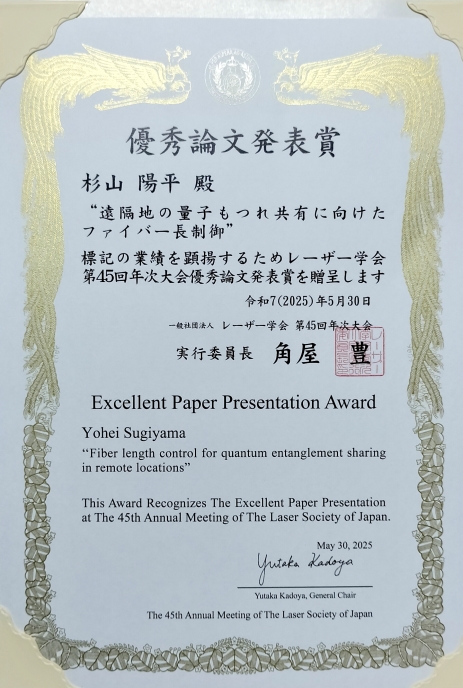 優秀論文発表賞
杉山 陽平 殿
“遠隔地の量子もつれ共有に向けた
ファイバー長制御”
標記の業績を顕揚するためレーザー学会
第45回年次大会優秀論文発表賞を贈呈します
令和7(2025)年5月30日
一般社団法人 レーザー学会 第45回年次大会
実行委員長 角屋 豊
Excellent Paper Presentation Award
Yohei Sugiyama
“Fiber length control for quantum entanglement sharing
in remote locations”
This Award Recognizes The Excellent Paper Presentation
at The 45th Annual Meeting of The Laser Society of Japan.
May 30, 2025
Yutaka Kadoya
Yutaka Kadoya, General Chair
The 45th Annual Meeting of The Laser Society of Japan